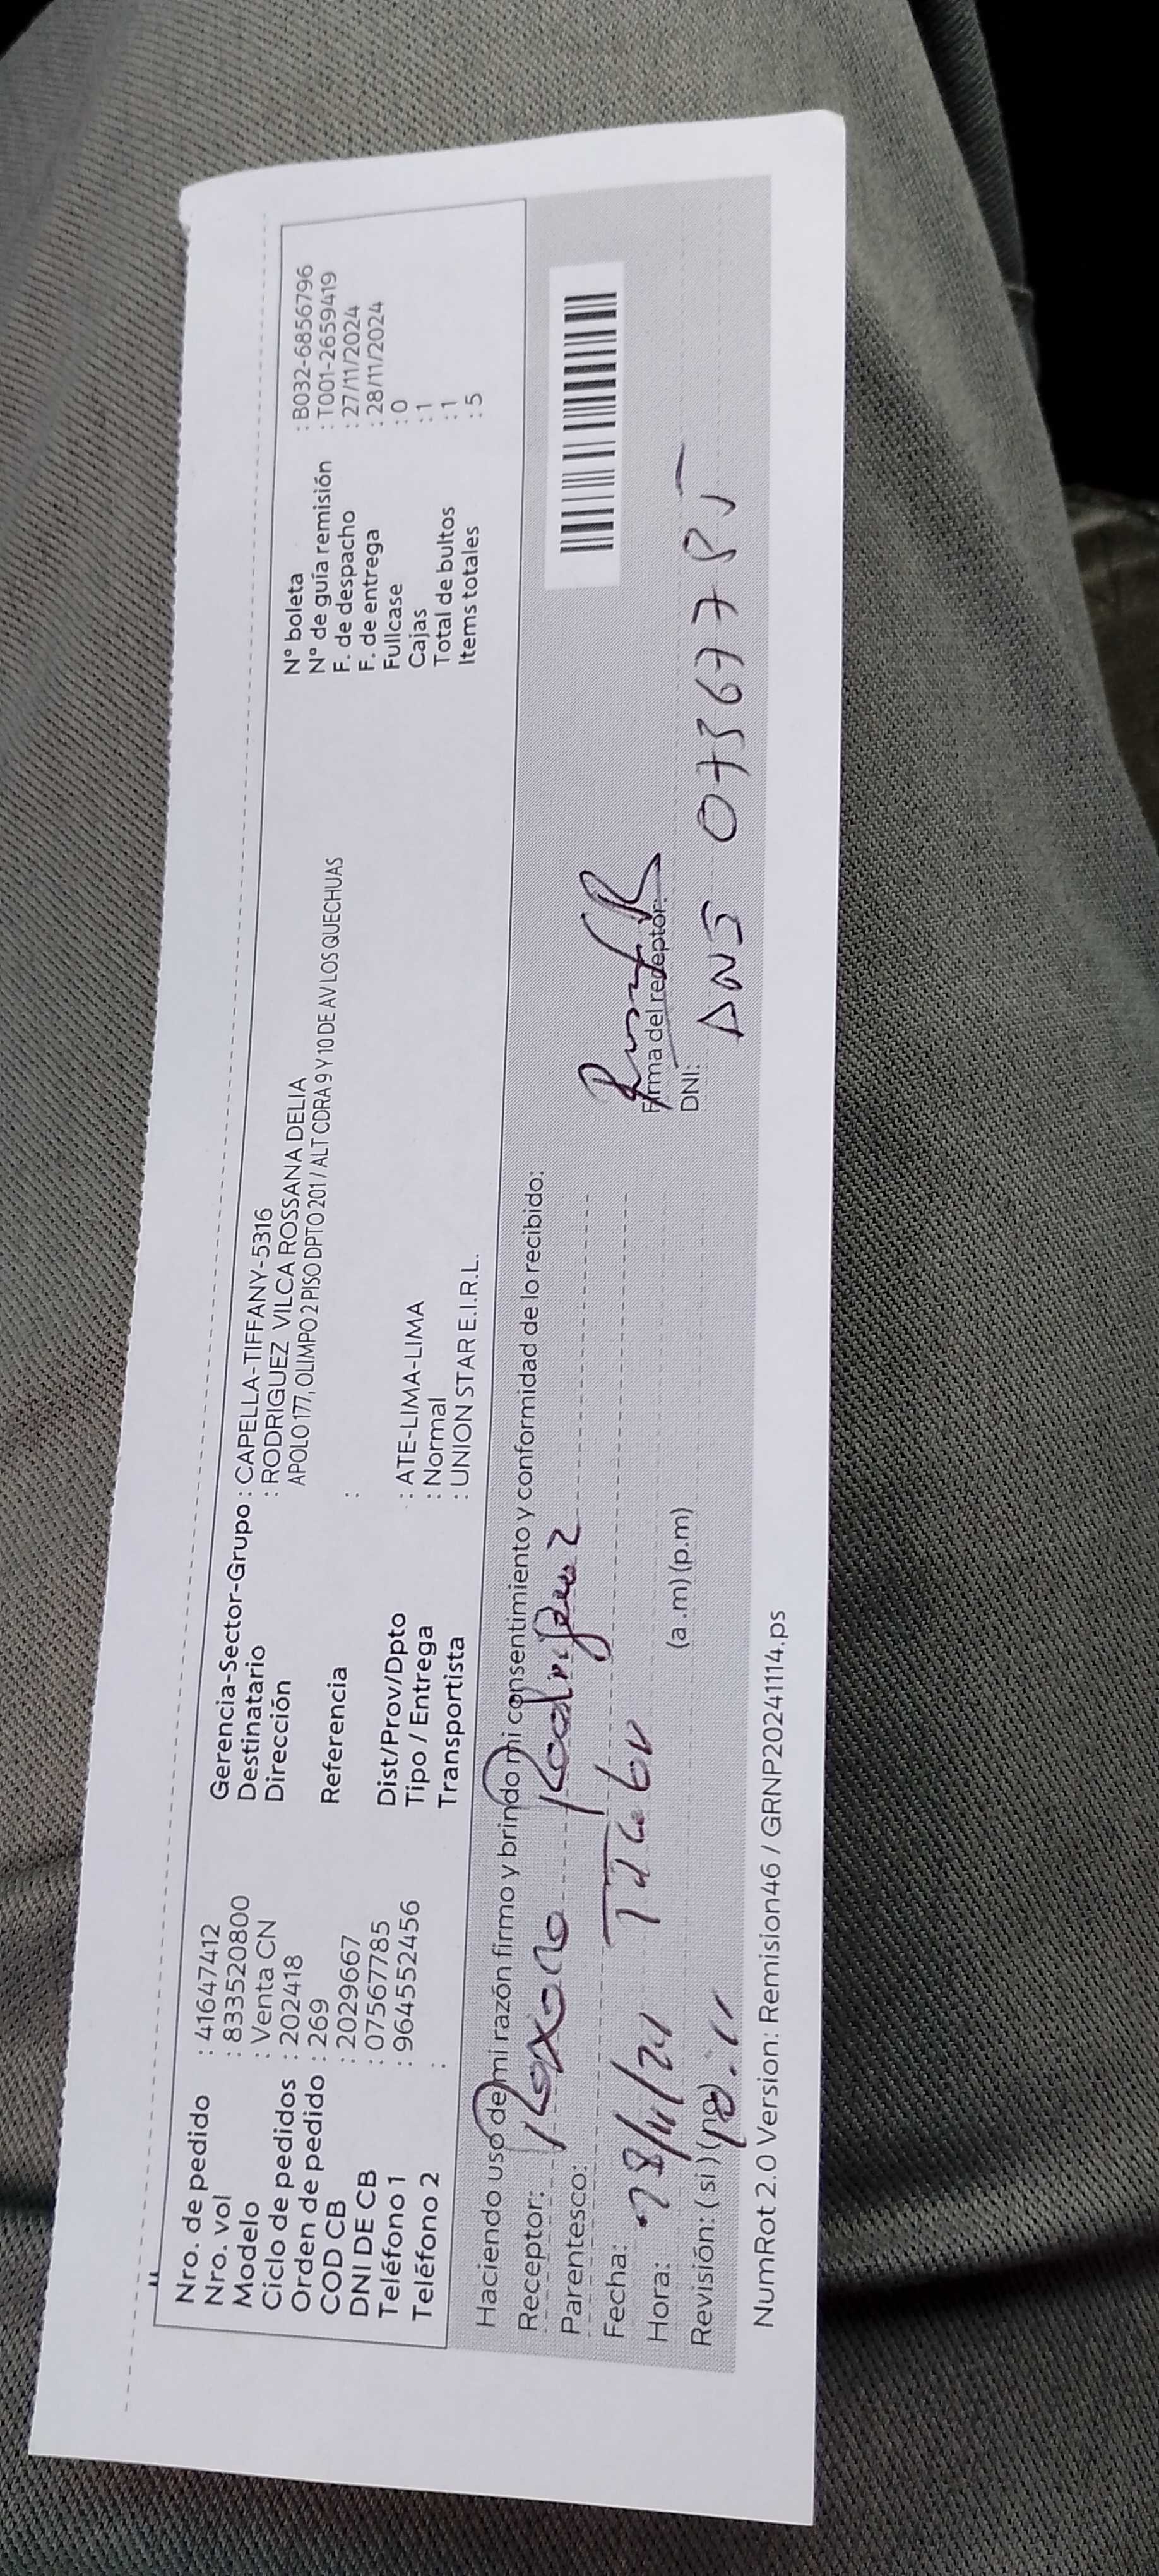 Nro. de pedido : 41647412
Nro. vol : 833520800
Modelo : Venta CN
Ciclo de pedidos : 202418
Orden de pedido : 269
COD CB : 2029667
DNI DE CB : 07567785
Teléfono 1 : 964552456
Teléfono 2 :
Gerencia-Sector-Grupo : CAPELLA-TIFFANY-5316
Destinatario : RODRIGUEZ VILCA ROSSANA DELIA
Dirección APOLO 177, OLIMPO 2 PISO DPTO 201 / ALT CDRA 9 Y 10 DE AV LOS QUECHUAS
Referencia :
Dist/Prov/Dpto : ATE-LIMA-LIMA
Tipo / Entrega : Normal
Transportista : UNION STAR E.I.R.L.
N° boleta : B032-6856796
N° de guía remisión : T001-2659419
F. de despacho : 27/11/2024
F. de entrega : 28/11/2024
Fullcase : 0
Cajas : 1
Total de bultos : 1
Items totales : 5
Haciendo uso de mi razón firmo y brindo mi consentimiento y conformidad de lo recibido:
Receptor: Roxana Rodriguez
Parentesco:
Fecha: 28/11/24
Hora: (a.m) (p.m)
Revisión: ( si ) (no)
Firma del receptor
DNI:
DNI 07567785
NumRot 2.0 Version: Remision46 / GRNP20241114.ps